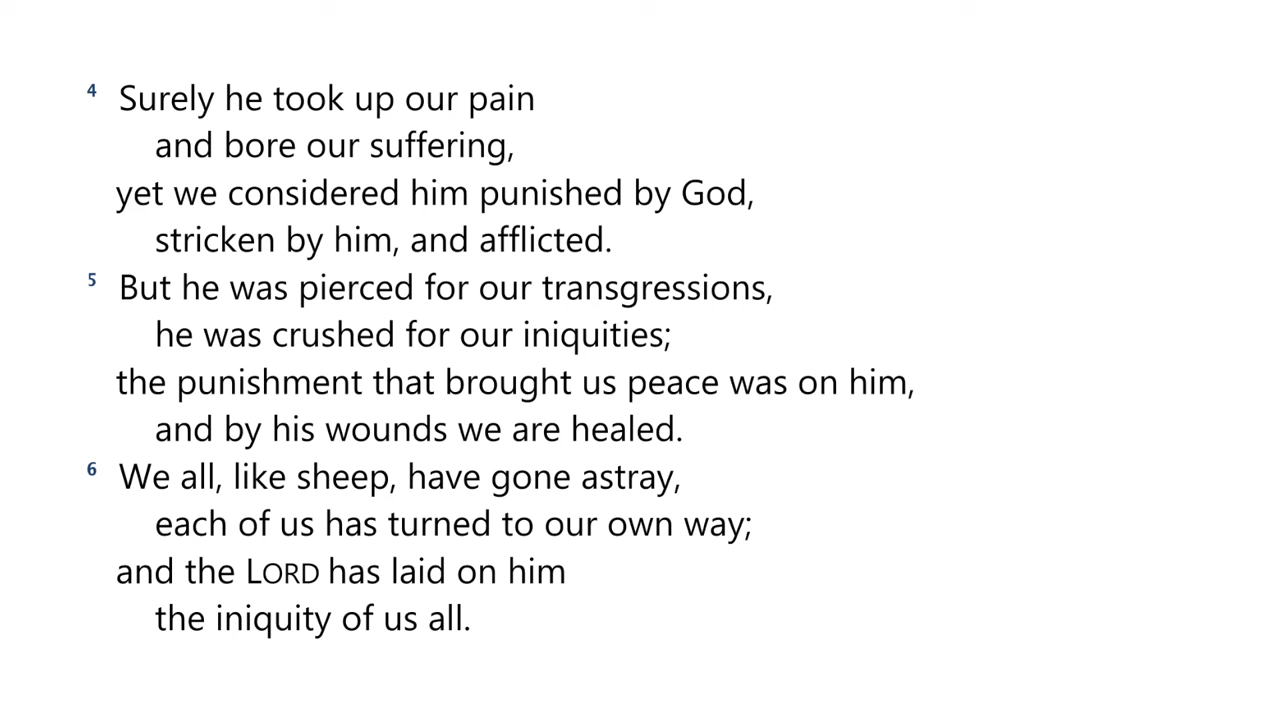 4 Surely he took up our pain
and bore our suffering,
yet we considered him punished by God,
stricken by him, and afflicted.
5 But he was pierced for our transgressions,
he was crushed for our iniquities;
the punishment that brought us peace was on him,
and by his wounds we are healed.
6 We all, like sheep, have gone astray,
each of us has turned to our own way;
and the LORD has laid on him
the iniquity of us all.